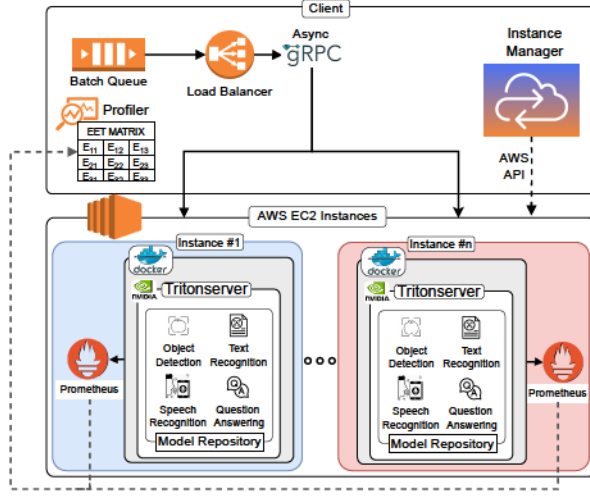 Client
Async
gRPC
Instance
Manager
Batch Queue
Load Balancer
Profiler
EET MATRIX
E11 E12 E13
E21 E22 E23
AWS
API
AWS EC2 Instances
Instance #1
docker
NVIDIA
Tritonserver
Object
Detection
Text
Recognition
Speech
Recognition
Question
Answering
Model Repository
Prometheus
Instance #n
docker
NVIDIA
Tritonserver
Object
Detection
Text
Recognition
Speech
Recognition
Question
Answering
Model Repository
Prometheus